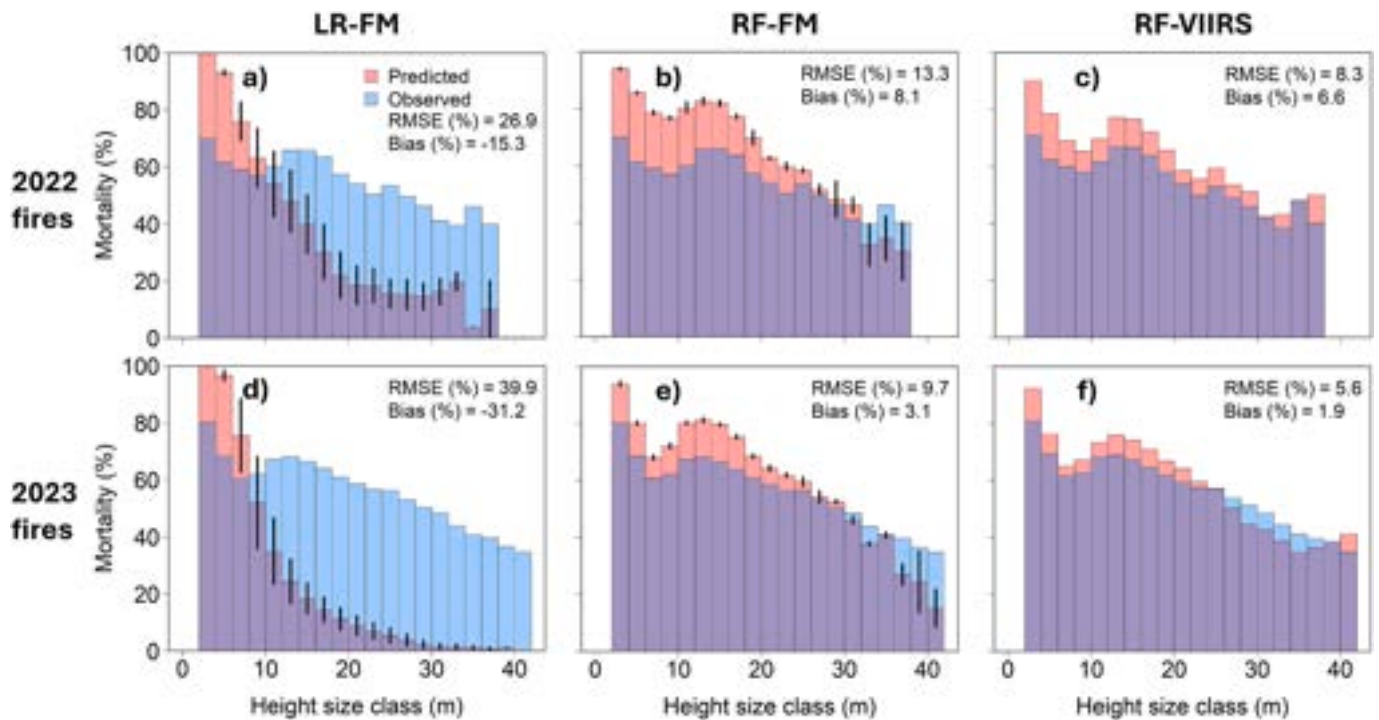 LR-FM RF-FM RF-VIIRS
2022
fires
Mortality (%)
100
80
60
40
20
0
a)
Predicted
Observed
RMSE (%) = 26.9
Bias (%) = -15.3
b)
RMSE (%) = 13.3
Bias (%) = 8.1
c)
RMSE (%) = 8.3
Bias (%) = 6.6
2023
fires
Mortality (%)
100
80
60
40
20
0
d)
RMSE (%) = 39.9
Bias (%) = -31.2
e)
RMSE (%) = 9.7
Bias (%) = 3.1
f)
RMSE (%) = 5.6
Bias (%) = 1.9
0 10 20 30 40 0 10 20 30 40 0 10 20 30 40
Height size class (m) Height size class (m) Height size class (m)